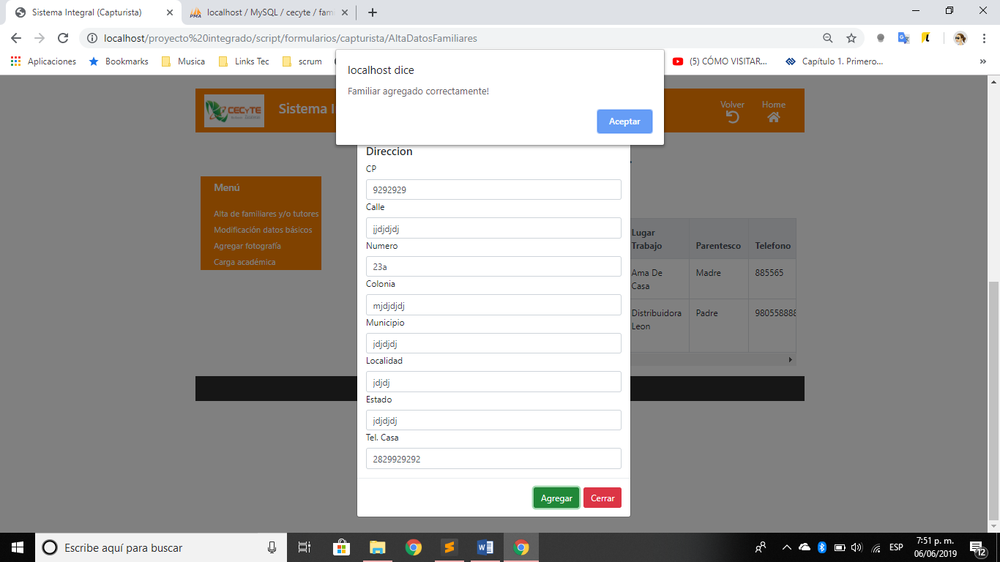 Sistema Integral (Capturista)
PMA localhost / MySQL / cecyte / fami
localhost/proyecto%20integrado/script/formularios/capturista/AltaDatosFamiliares
Aplicaciones Bookmarks Musica Links Tec scrum (5) CÓMO VISITAR... Capítulo 1. Primero... »
localhost dice
Familiar agregado correctamente!
Aceptar
CECYTE
Sistema I
Volver
Home
Menú
Alta de famíliares y/o tutores
Modificación datos básicos
Agregar fotografía
Carga académica
Direccion
CP
9292929
Calle
jjdjdjdj
Numero
23a
Colonia
mjdjdjdj
Municipio
jdjdjdj
Localidad
jdjdj
Estado
jdjdjdj
Tel. Casa
2829929292
Agregar Cerrar
Lugar
Trabajo Parentesco Telefono
Ama De
Casa Madre 885565
Distribuidora
Leon Padre 980558888
Escribe aquí para buscar
ESP
7:51 p. m.
06/06/2019
12